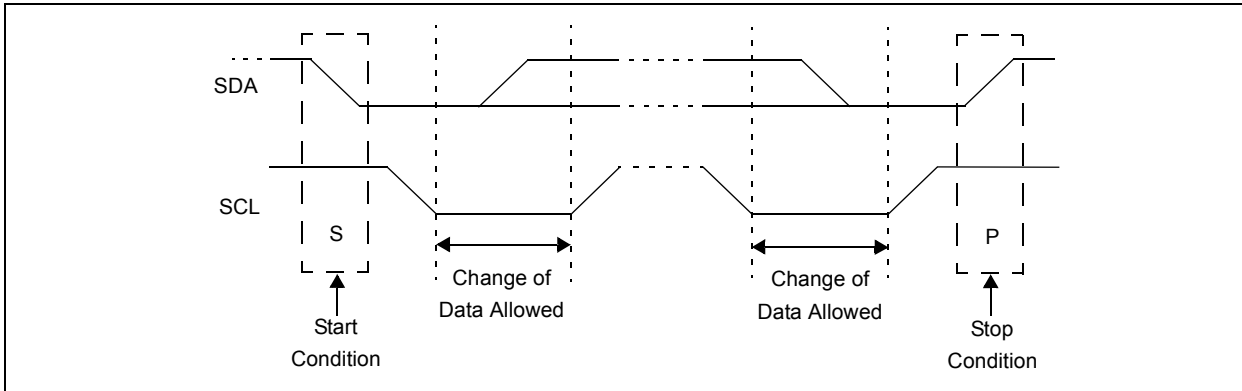 SDA
SCL
S
P
Change of
Data Allowed
Change of
Data Allowed
Start
Condition
Stop
Condition